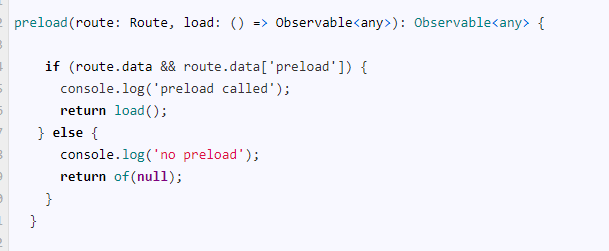 preload(route: Route, load: () => Observable<any>): Observable<any> {
if (route.data && route.data['preload']) {
console.log('preload called');
return load();
} else {
console.log('no preload');
return of(null);
}
}